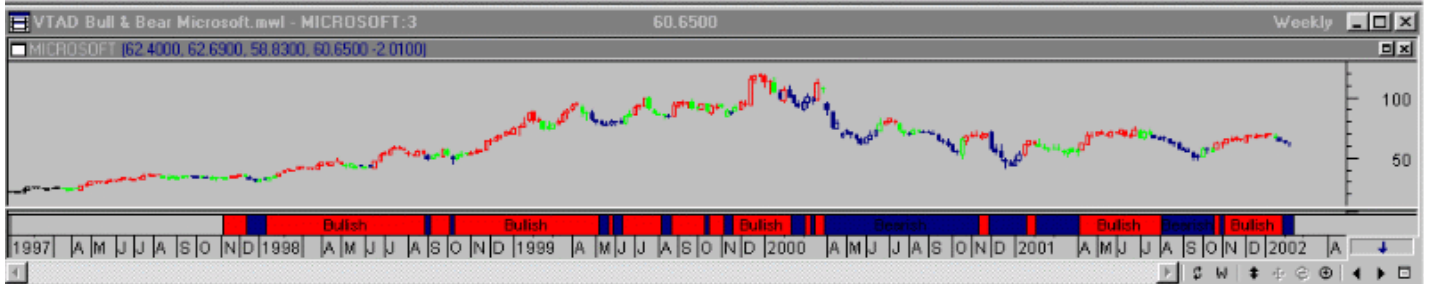 VTAD Bull & Bear Microsoft.mwl - MICROSOFT:3 60.6500 Weekly
MICROSOFT (62.4000, 62.6900, 58.8300, 60.6500 -2.0100)
100
50
Bullish Bullish Bullish Bearish Bullish Bearish Bullish
1997 A M J J A S O N D 1998 A M J J A S O N D 1999 A M J J A S O N D 2000 A M J J A S O N D 2001 A M J J A S O N D 2002 A
W